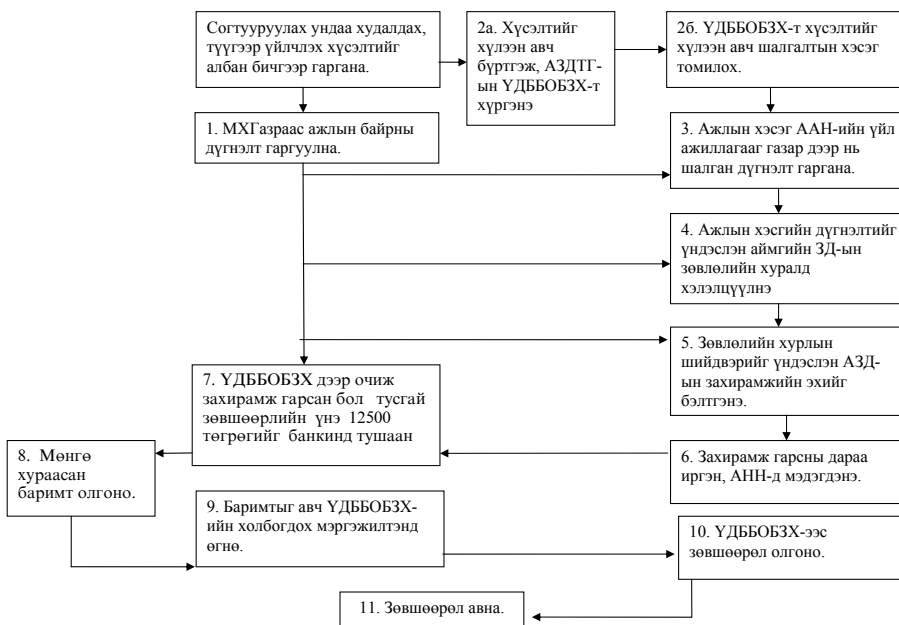 Согтууруулах ундаа худалдах,
түүгээр үйлчлэх хүсэлтийг
албан бичгээр гаргана.
2а. Хүсэлтийг
хүлээн авч
бүртгэж, АЗДТГ-
ын ҮДББОБЗХ-т
хүргэнэ
2б. ҮДББОБЗХ-т хүсэлтийг
хүлээн авч шалгалтын хэсэг
томилох.
1. МХГазраас ажлын байрны
дүгнэлт гаргуулна.
3. Ажлын хэсэг ААН-ийн үйл
ажиллагааг газар дээр нь
шалган дүгнэлт гаргана.
4. Ажлын хэсгийн дүгнэлтийг
үндэслэн аймгийн ЗД-ын
зөвлөлийн хуралд
хэлэлцүүлнэ
5. Зөвлөлийн хурлын
шийдвэрийг үндэслэн АЗД-
ын захирамжийн эхийг
бэлтгэнэ.
7. ҮДББОБЗХ дээр очиж
захирамж гарсан бол тусгай
зөвшөөрлийн үнэ 12500
төгрөгийг банкинд тушаан
8. Мөнгө
хураасан
баримт олгоно.
6. Захирамж гарсны дараа
иргэн, АНН-д мэдэгдэнэ.
9. Баримтыг авч ҮДББОБЗХ-
ийн холбогдох мэргэжилтэнд
өгнө.
10. ҮДББОБЗХ-ээс
зөвшөөрөл олгоно.
11. Зөвшөөрөл авна.